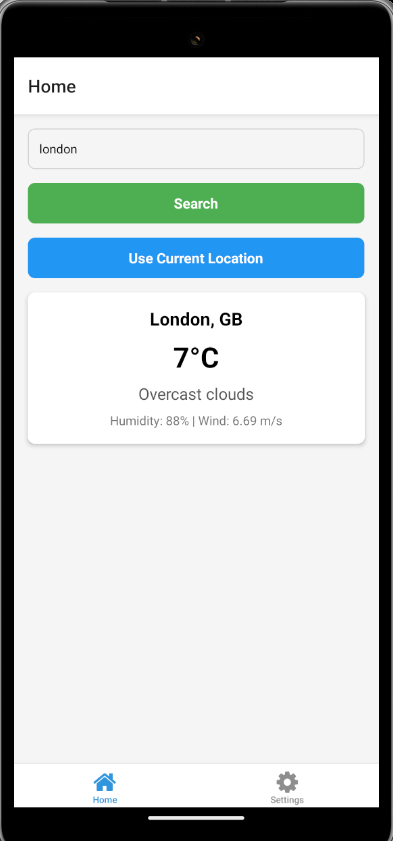 Home
london
Search
Use Current Location
London, GB
7°C
Overcast clouds
Humidity: 88% | Wind: 6.69 m/s
Home
Settings